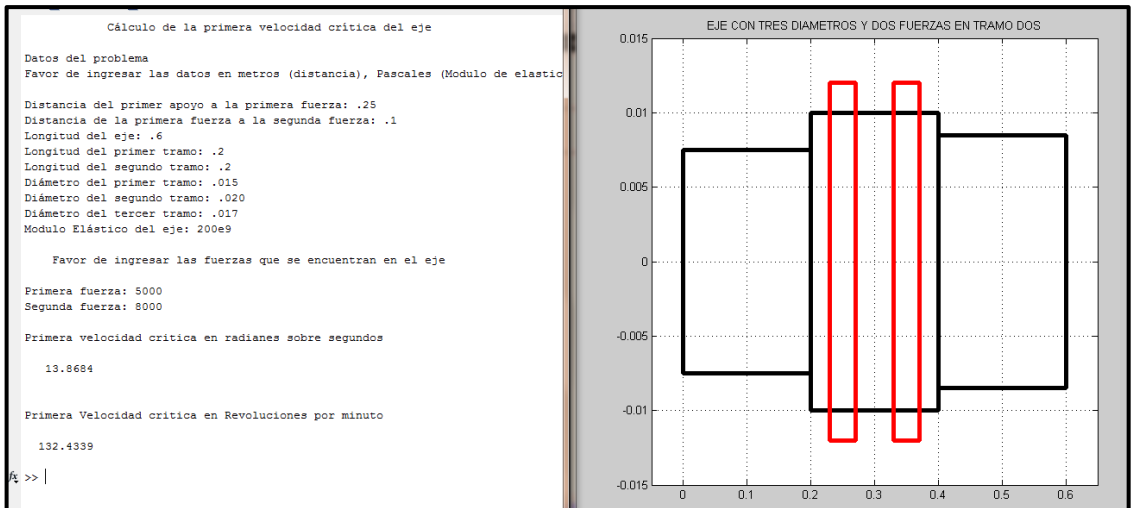 Cálculo de la primera velocidad crítica del eje
Datos del problema
Favor de ingresar las datos en metros (distancia), Pascales (Modulo de elastic
Distancia del primer apoyo a la primera fuerza: .25
Distancia de la primera fuerza a la segunda fuerza: .1
Longitud del eje: .6
Longitud del primer tramo: .2
Longitud del segundo tramo: .2
Diámetro del primer tramo: .015
Diámetro del segundo tramo: .020
Diámetro del tercer tramo: .017
Modulo Elástico del eje: 200e9
Favor de ingresar las fuerzas que se encuentran en el eje
Primera fuerza: 5000
Segunda fuerza: 8000
Primera velocidad critica en radianes sobre segundos
13.8684
Primera Velocidad critica en Revoluciones por minuto
132.4339
fx >>
EJE CON TRES DIAMETROS Y DOS FUERZAS EN TRAMO DOS
0.015
0.01
0.005
0
-0.005
-0.01
-0.015
0 0.1 0.2 0.3 0.4 0.5 0.6